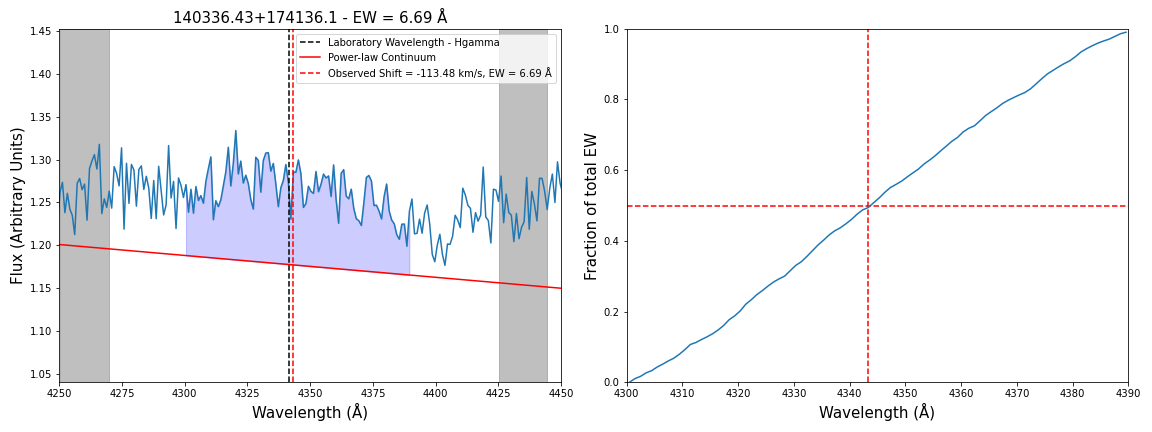 140336.43+174136.1 - EW = 6.69 Å
Laboratory Wavelength - Hgamma
Power-law Continuum
Observed Shift = -113.48 km/s, EW = 6.69 Å
Flux (Arbitrary Units)
1.45
1.40
1.35
1.30
1.25
1.20
1.15
1.10
1.05
4250 4275 4300 4325 4350 4375 4400 4425 4450
Wavelength (Å)
Fraction of total EW
1.0
0.8
0.6
0.4
0.2
0.0
4300 4310 4320 4330 4340 4350 4360 4370 4380 4390
Wavelength (Å)